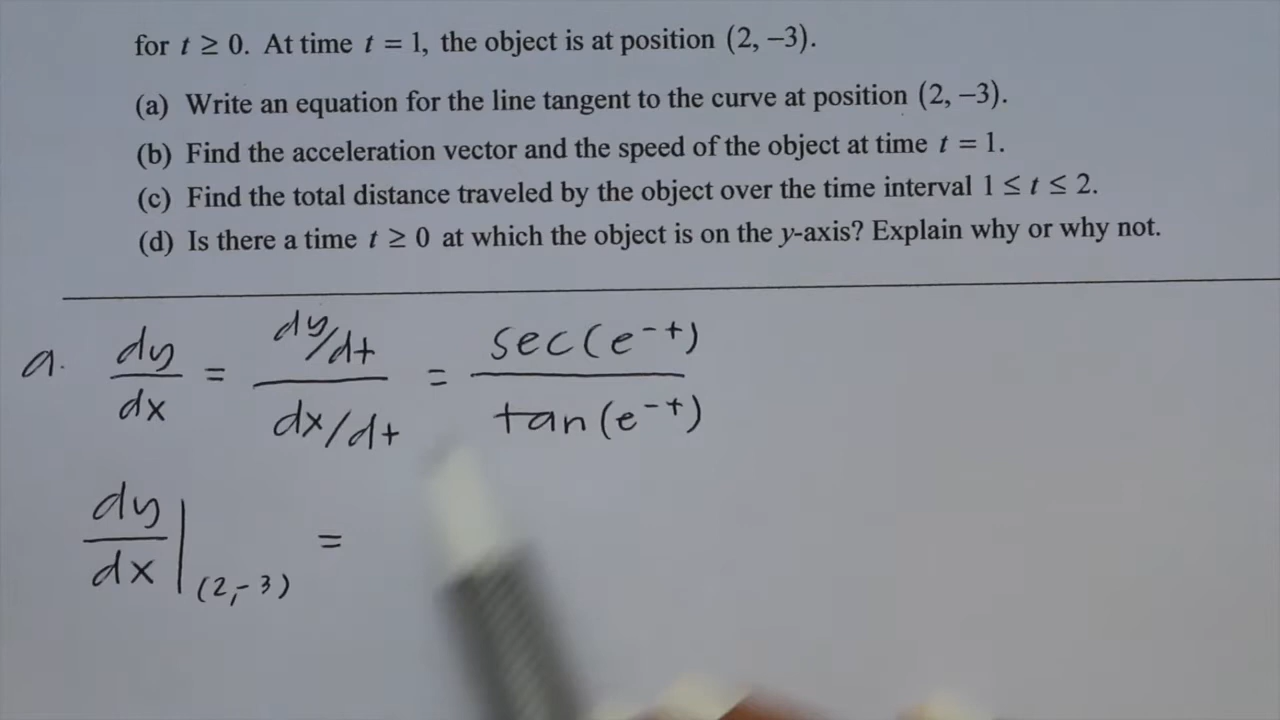 for t ≥ 0. At time t = 1, the object is at position (2, −3).
(a) Write an equation for the line tangent to the curve at position (2, −3).
(b) Find the acceleration vector and the speed of the object at time t = 1.
(c) Find the total distance traveled by the object over the time interval 1 ≤ t ≤ 2.
(d) Is there a time t ≥ 0 at which the object is on the y-axis? Explain why or why not.
a. dy/dx = (dy/dt)/(dx/dt) = sec(e^-t)/tan(e^-t)
dy/dx |(2,-3) =